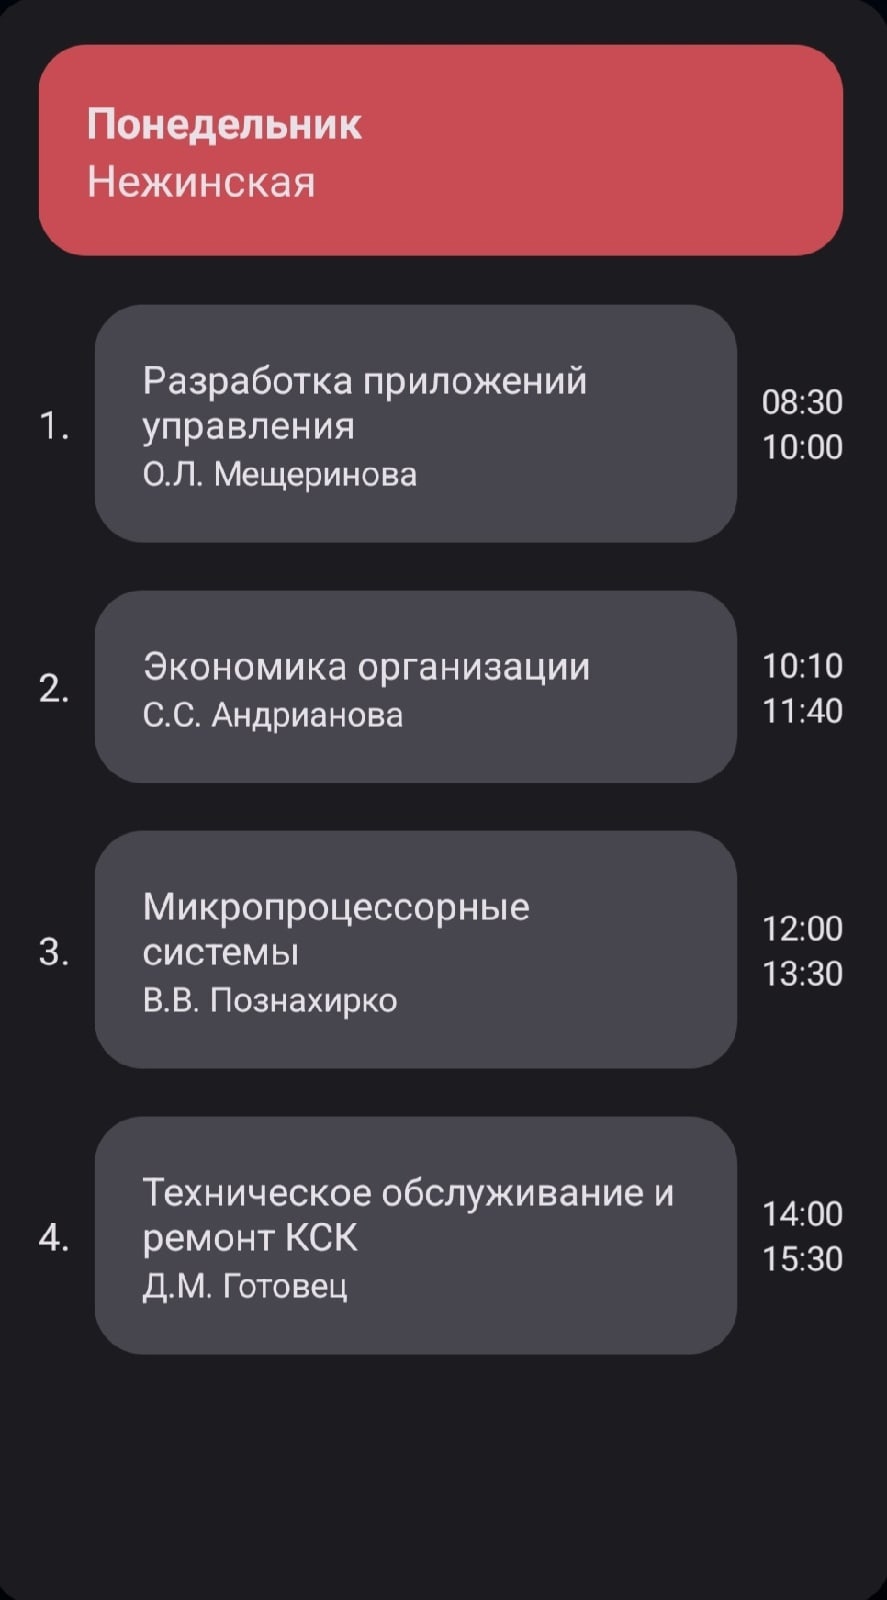 Понедельник
Нежинская
1.
Разработка приложений
управления
О.Л. Мещеринова
08:30
10:00
2.
Экономика организации
С.С. Андрианова
10:10
11:40
3.
Микропроцессорные
системы
В.В. Познахирко
12:00
13:30
4.
Техническое обслуживание и
ремонт КСК
Д.М. Готовец
14:00
15:30